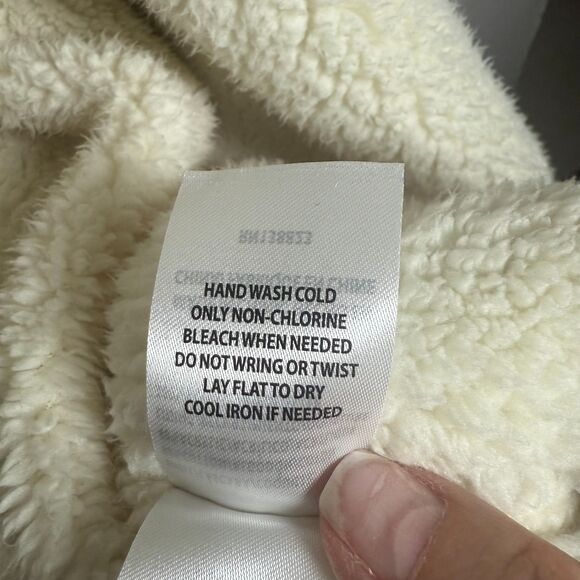 RN138823
HAND WASH COLD
ONLY NON-CHLORINE
BLEACH WHEN NEEDED
DO NOT WRING OR TWIST
LAY FLAT TO DRY
COOL IRON IF NEEDED